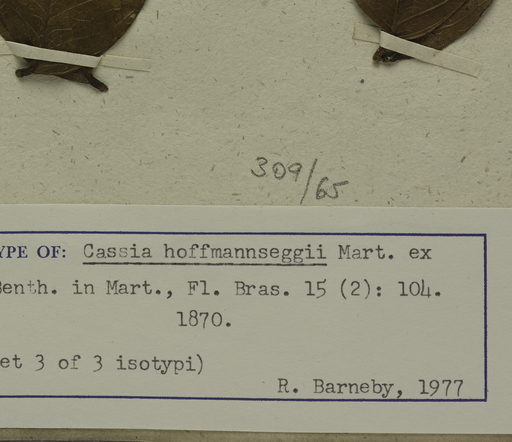 309/65
YPE OF: Cassia hoffmannseggii Mart. ex
Benth. in Mart., Fl. Bras. 15 (2): 104.
1870.
et 3 of 3 isotypi)
R. Barneby, 1977